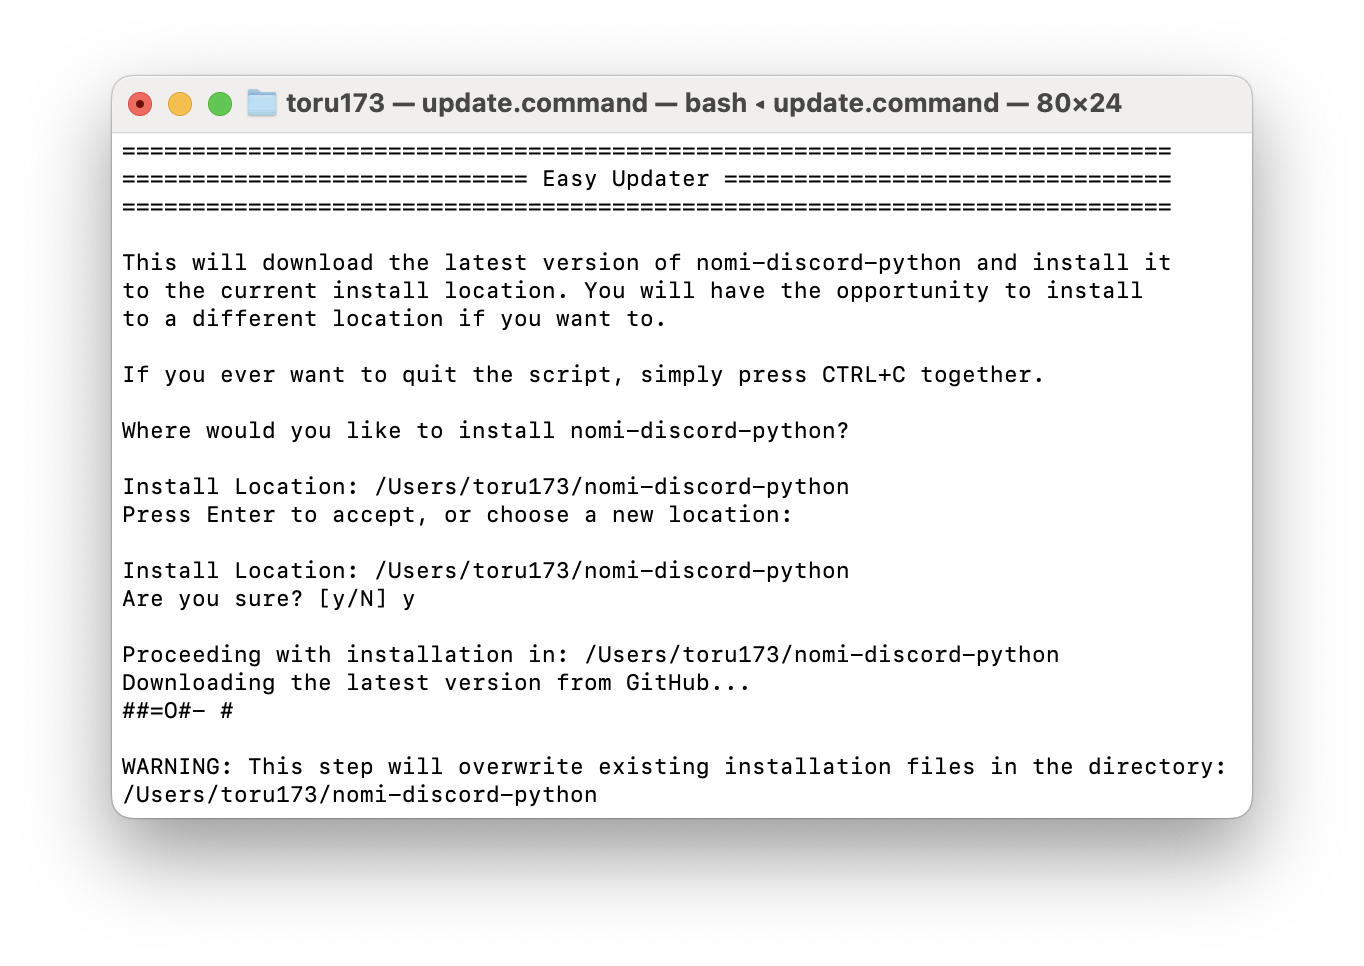 toru173 — update.command — bash ◂ update.command — 80×24
===========================================================================
============================= Easy Updater ================================
===========================================================================
This will download the latest version of nomi-discord-python and install it
to the current install location. You will have the opportunity to install
to a different location if you want to.
If you ever want to quit the script, simply press CTRL+C together.
Where would you like to install nomi-discord-python?
Install Location: /Users/toru173/nomi-discord-python
Press Enter to accept, or choose a new location:
Install Location: /Users/toru173/nomi-discord-python
Are you sure? [y/N] y
Proceeding with installation in: /Users/toru173/nomi-discord-python
Downloading the latest version from GitHub...
##=O#- #
WARNING: This step will overwrite existing installation files in the directory:
/Users/toru173/nomi-discord-python